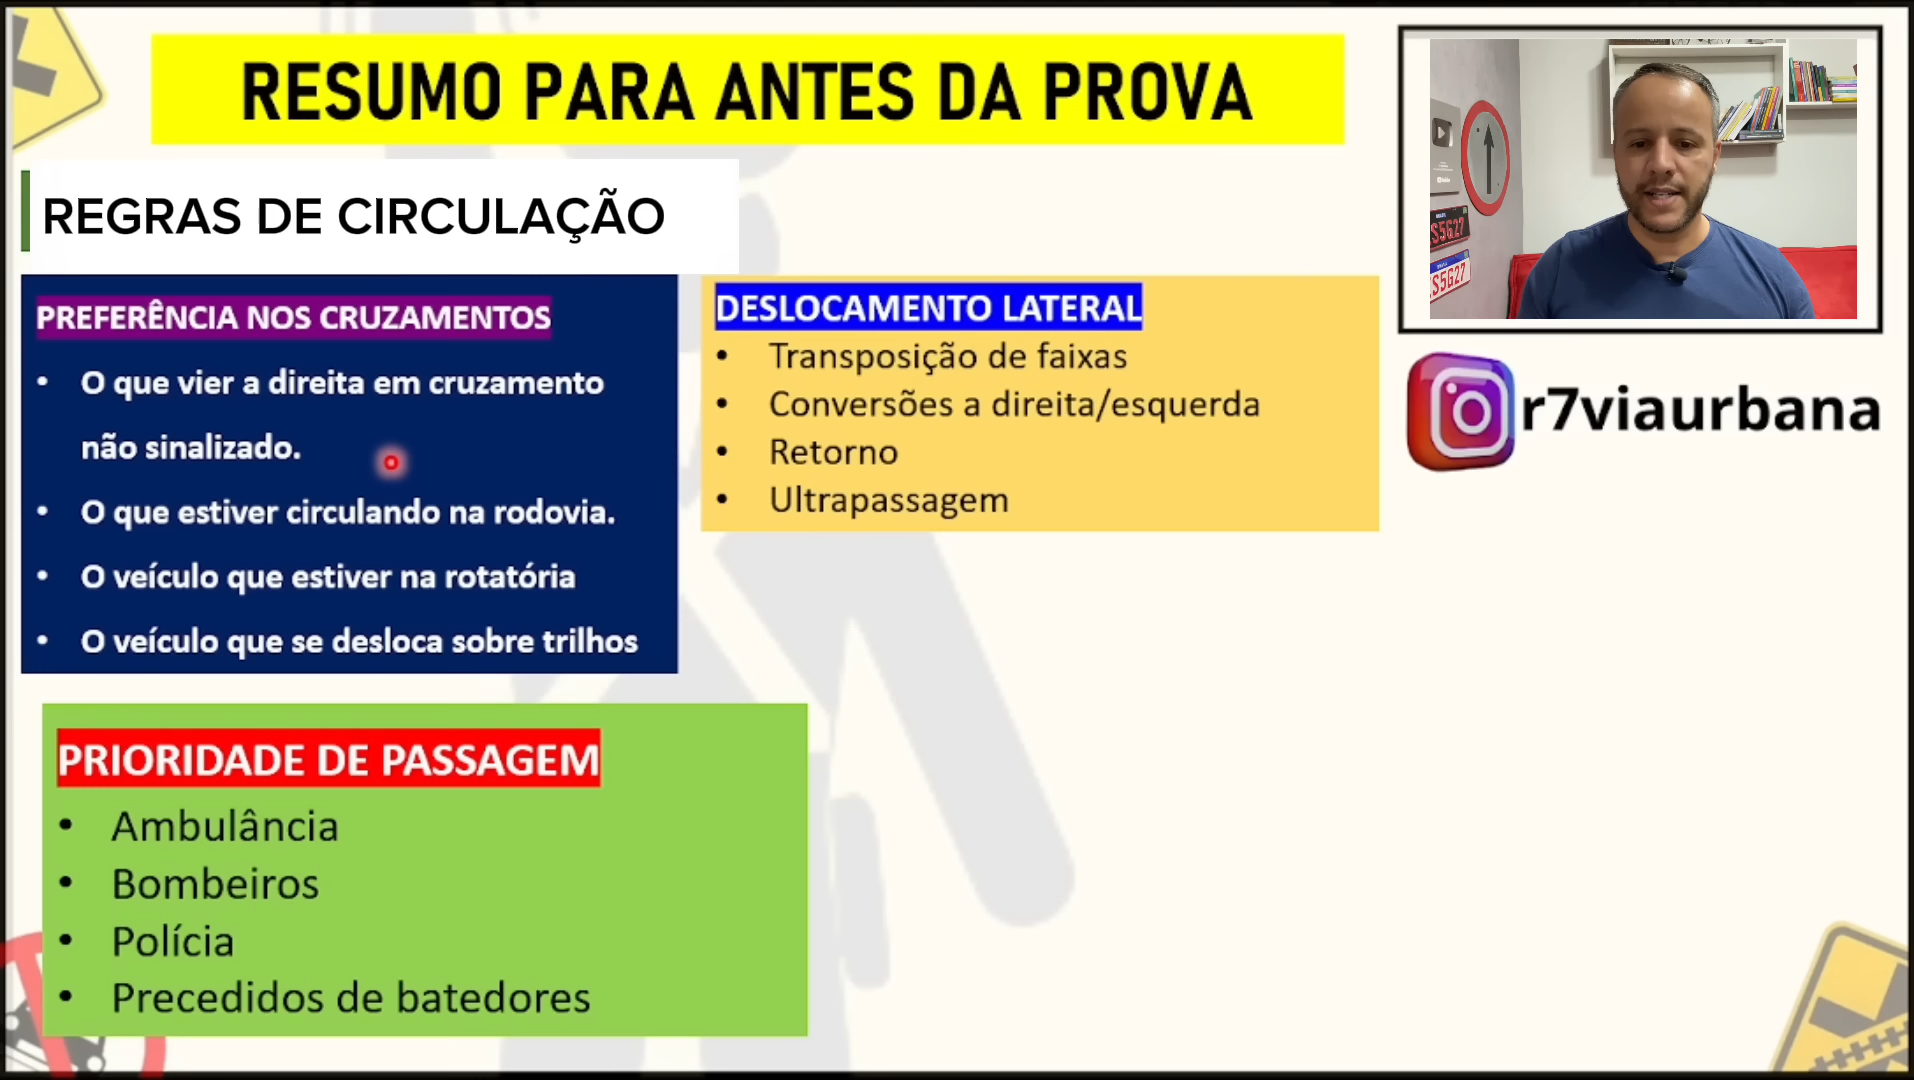 RESUMO PARA ANTES DA PROVA
REGRAS DE CIRCULAÇÃO
PREFERÊNCIA NOS CRUZAMENTOS
• O que vier a direita em cruzamento
não sinalizado.
• O que estiver circulando na rodovia.
• O veículo que estiver na rotatória
• O veículo que se desloca sobre trilhos
DESLOCAMENTO LATERAL
• Transposição de faixas
• Conversões a direita/esquerda
• Retorno
• Ultrapassagem
PRIORIDADE DE PASSAGEM
• Ambulância
• Bombeiros
• Polícia
• Precedidos de batedores
S5G27
S5G27
r7viaurbana